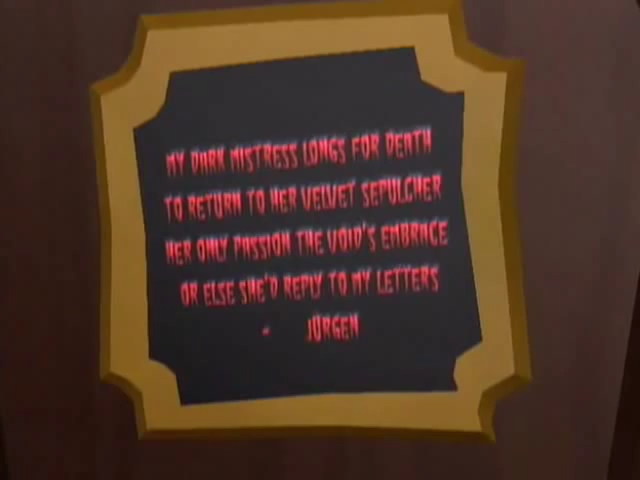 MY DARK MISTRESS LONGS FOR DEATH
TO RETURN TO HER VELVET SEPULCHER
HER ONLY PASSION THE VOID'S EMBRACE
OR ELSE SHE'D REPLY TO MY LETTERS
- JURGEN